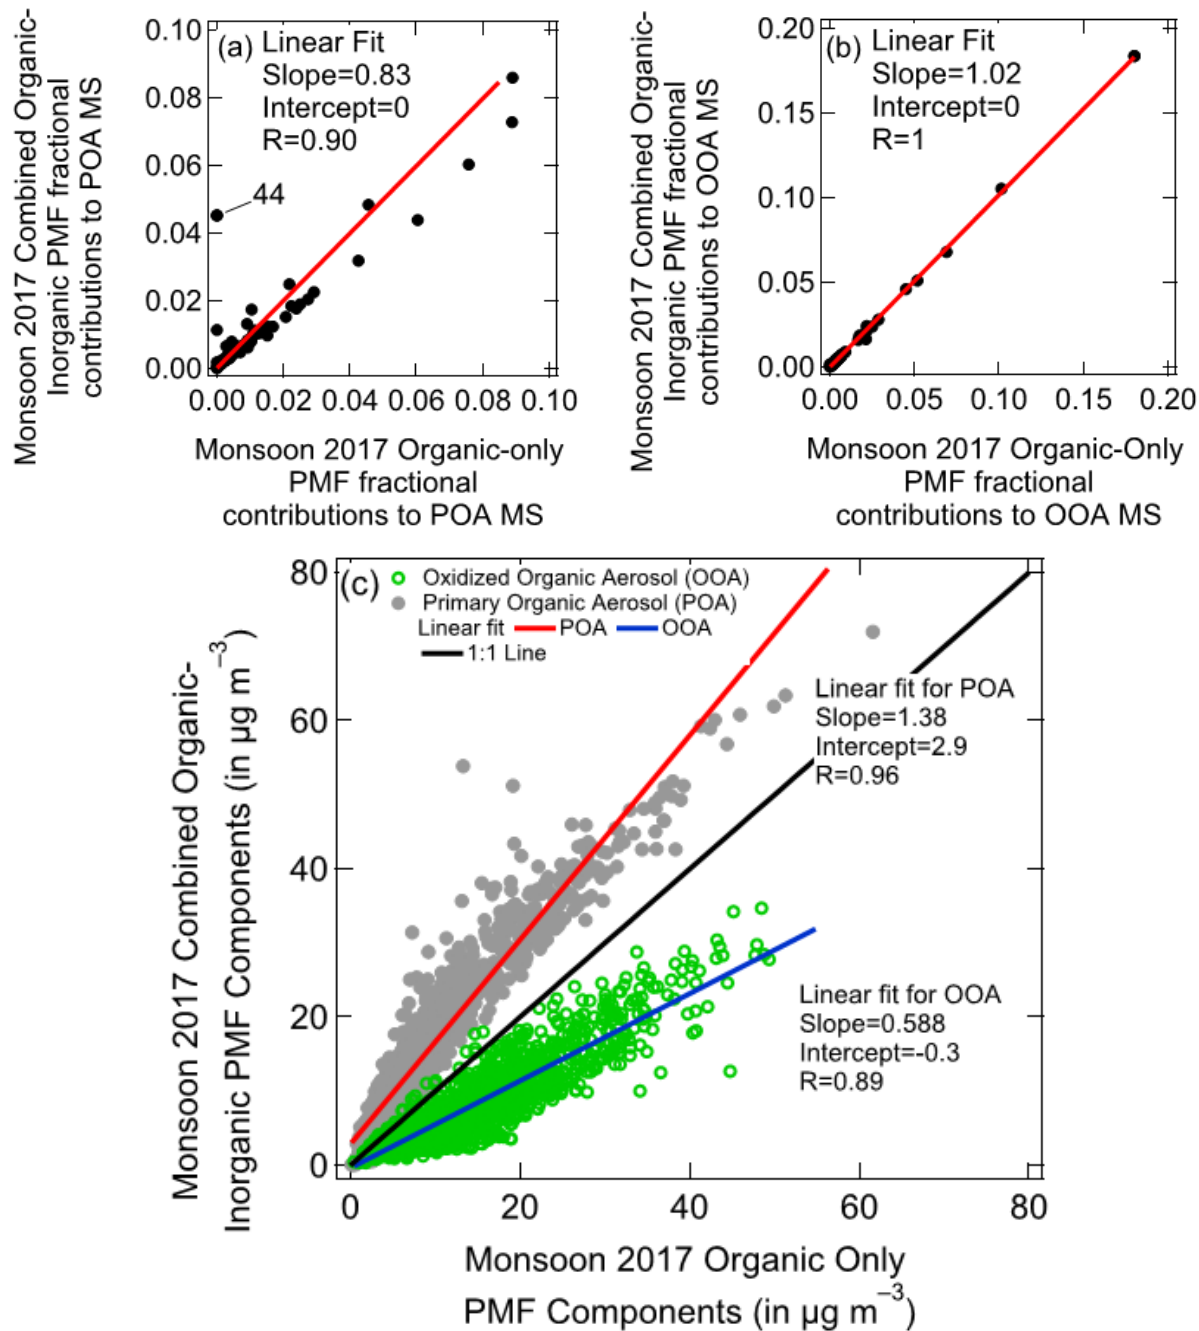 Monsoon 2017 Combined Organic-
Inorganic PMF fractional
contributions to POA MS
0.10
0.08
0.06
0.04
0.02
0.00
(a)
Linear Fit
Slope=0.83
Intercept=0
R=0.90
44
0.00 0.02 0.04 0.06 0.08 0.10
Monsoon 2017 Organic-only
PMF fractional
contributions to POA MS
Monsoon 2017 Combined Organic-
Inorganic PMF fractional
contributions to OOA MS
0.20
0.15
0.10
0.05
0.00
(b)
Linear Fit
Slope=1.02
Intercept=0
R=1
0.00 0.05 0.10 0.15 0.20
Monsoon 2017 Organic-Only
PMF fractional
contributions to OOA MS
Monsoon 2017 Combined Organic-
Inorganic PMF Components (in µg m⁻³)
80
60
40
20
0
(c)
Oxidized Organic Aerosol (OOA)
Primary Organic Aerosol (POA)
Linear fit POA OOA
1:1 Line
Linear fit for POA
Slope=1.38
Intercept=2.9
R=0.96
Linear fit for OOA
Slope=0.588
Intercept=-0.3
R=0.89
0 20 40 60 80
Monsoon 2017 Organic Only
PMF Components (in µg m⁻³)